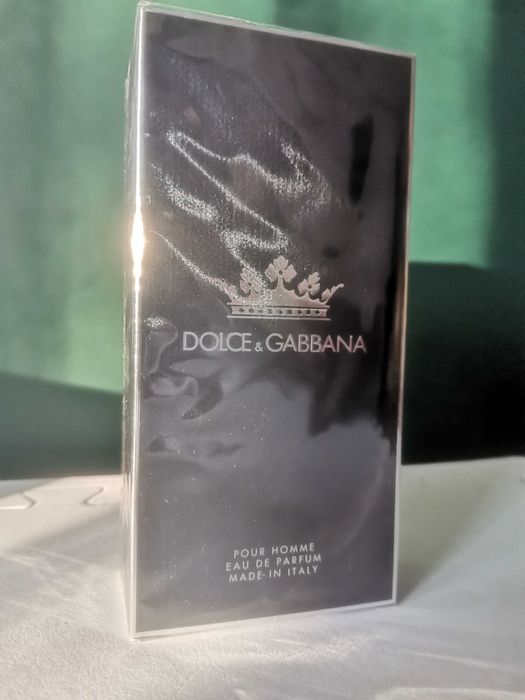 DOLCE & GABBANA
POUR HOMME
EAU DE PARFUM
MADE IN ITALY